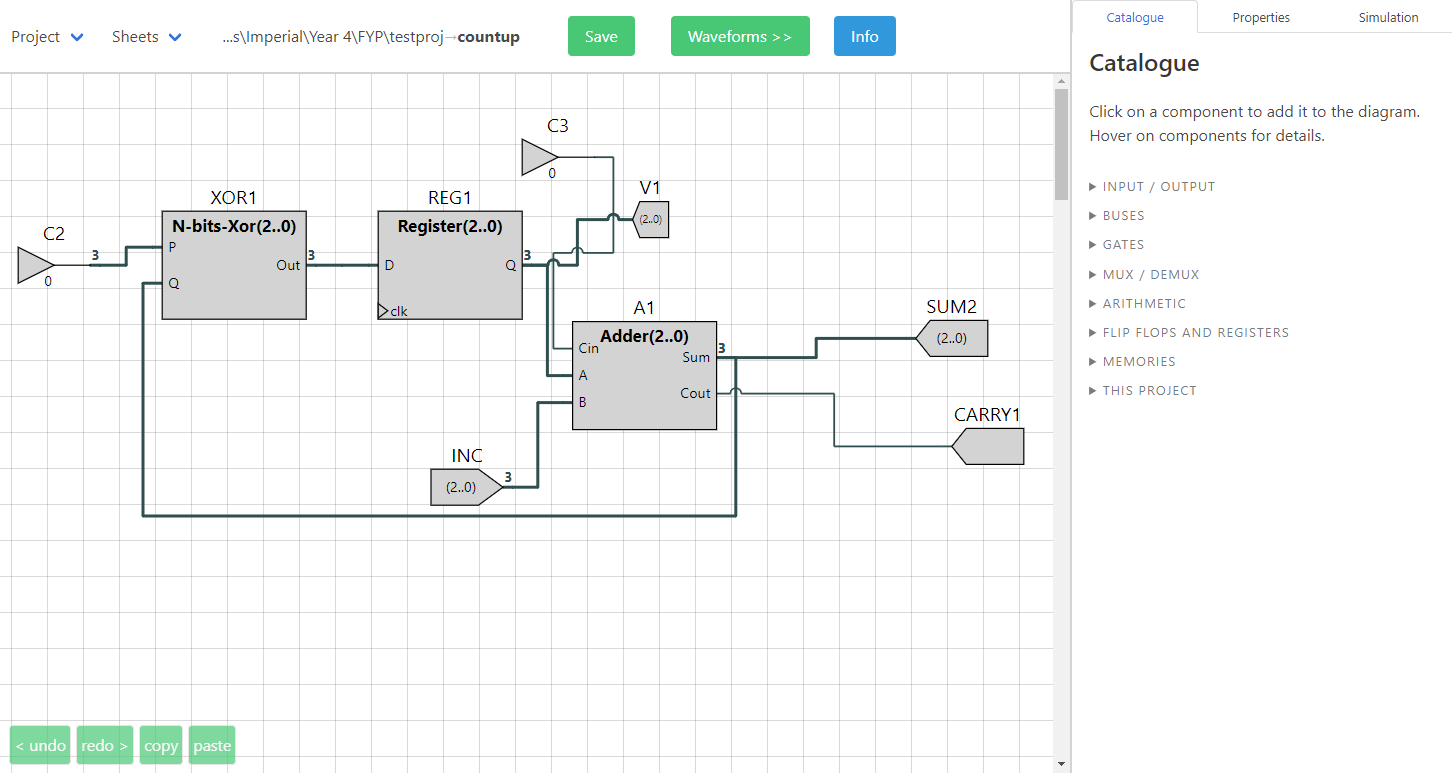 Project Sheets ...s\Imperial\Year 4\FYP\testproj→countup Save Waveforms >> Info
Catalogue Properties Simulation
Catalogue
Click on a component to add it to the diagram.
Hover on components for details.
▶ INPUT / OUTPUT
▶ BUSES
▶ GATES
▶ MUX / DEMUX
▶ ARITHMETIC
▶ FLIP FLOPS AND REGISTERS
▶ MEMORIES
▶ THIS PROJECT
C3
0
V1
(2..0)
C2
0
3
XOR1
N-bits-Xor(2..0)
P
Out
Q
3
REG1
Register(2..0)
D
Q
clk
3
A1
Adder(2..0)
Cin
Sum
A
Cout
B
3
SUM2
(2..0)
CARRY1
INC
(2..0)
3
< undo redo > copy paste